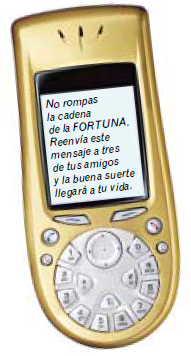 No rompas
la cadena
de la FORTUNA.
Reenvía este
mensaje a tres
de tus amigos
y la buena suerte
llegará a tu vida.